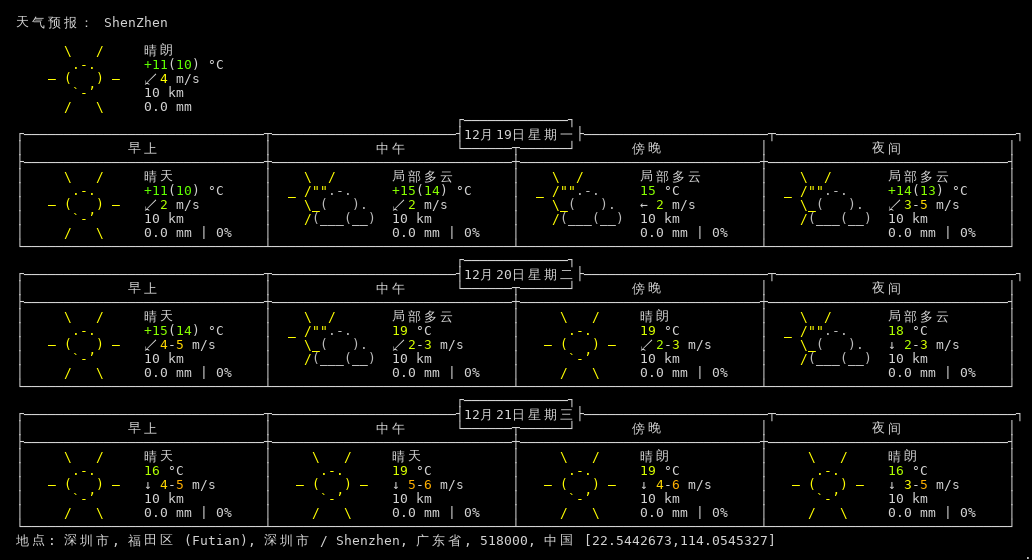 天气预报： ShenZhen
晴朗
+11(10) °C
↙4 m/s
10 km
0.0 mm
12月19日星期一
早上 中午 傍晚 夜间
晴天 局部多云 局部多云 局部多云
+11(10) °C +15(14) °C 15 °C +14(13) °C
↙2 m/s ↙2 m/s ← 2 m/s ↙3-5 m/s
10 km 10 km 10 km 10 km
0.0 mm | 0% 0.0 mm | 0% 0.0 mm | 0% 0.0 mm | 0%
12月20日星期二
早上 中午 傍晚 夜间
晴天 局部多云 晴朗 局部多云
+15(14) °C 19 °C 19 °C 18 °C
↙4-5 m/s ↙2-3 m/s ↙2-3 m/s ↓ 2-3 m/s
10 km 10 km 10 km 10 km
0.0 mm | 0% 0.0 mm | 0% 0.0 mm | 0% 0.0 mm | 0%
12月21日星期三
早上 中午 傍晚 夜间
晴天 晴天 晴朗 晴朗
16 °C 19 °C 19 °C 16 °C
↓ 4-5 m/s ↓ 5-6 m/s ↓ 4-6 m/s ↓ 3-5 m/s
10 km 10 km 10 km 10 km
0.0 mm | 0% 0.0 mm | 0% 0.0 mm | 0% 0.0 mm | 0%
地点: 深圳市, 福田区 (Futian), 深圳市 / Shenzhen, 广东省, 518000, 中国 [22.5442673,114.0545327]